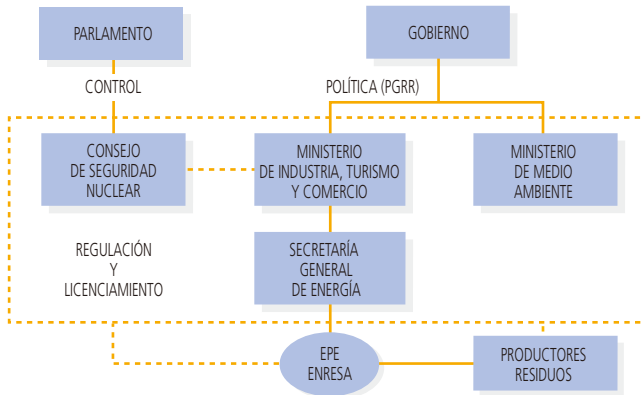 PARLAMENTO
GOBIERNO
CONTROL
POLÍTICA (PGRR)
CONSEJO
DE SEGURIDAD
NUCLEAR
MINISTERIO
DE INDUSTRIA, TURISMO
Y COMERCIO
MINISTERIO
DE MEDIO
AMBIENTE
REGULACIÓN
Y
LICENCIAMIENTO
SECRETARÍA
GENERAL
DE ENERGÍA
EPE
ENRESA
PRODUCTORES
RESIDUOS